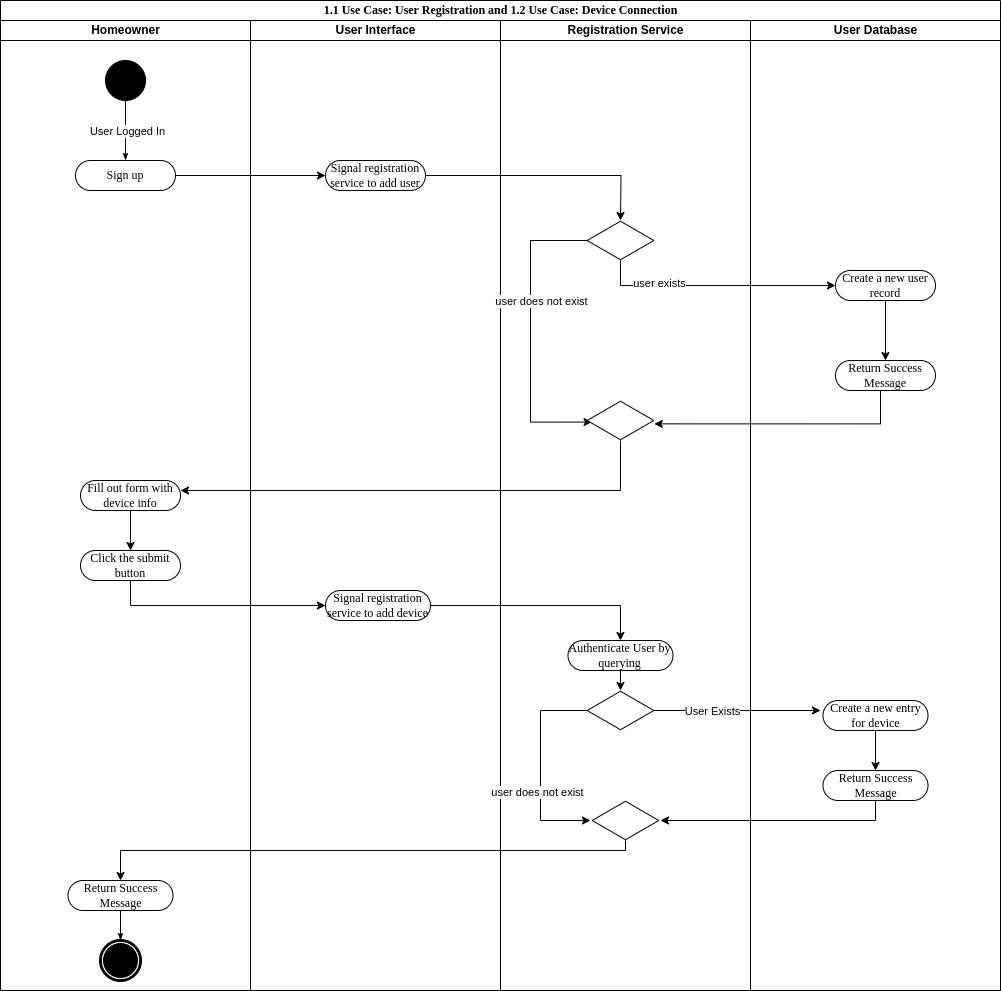 1.1 Use Case: User Registration and 1.2 Use Case: Device Connection
Homeowner
User Interface
Registration Service
User Database
User Logged In
Sign up
Signal registration
service to add user
user exists
Create a new user
record
user does not exist
Return Success
Message
Fill out form with
device info
Click the submit
button
Signal registration
service to add device
Authenticate User by
querying
User Exists
Create a new entry
for device
Return Success
Message
user does not exist
Return Success
Message